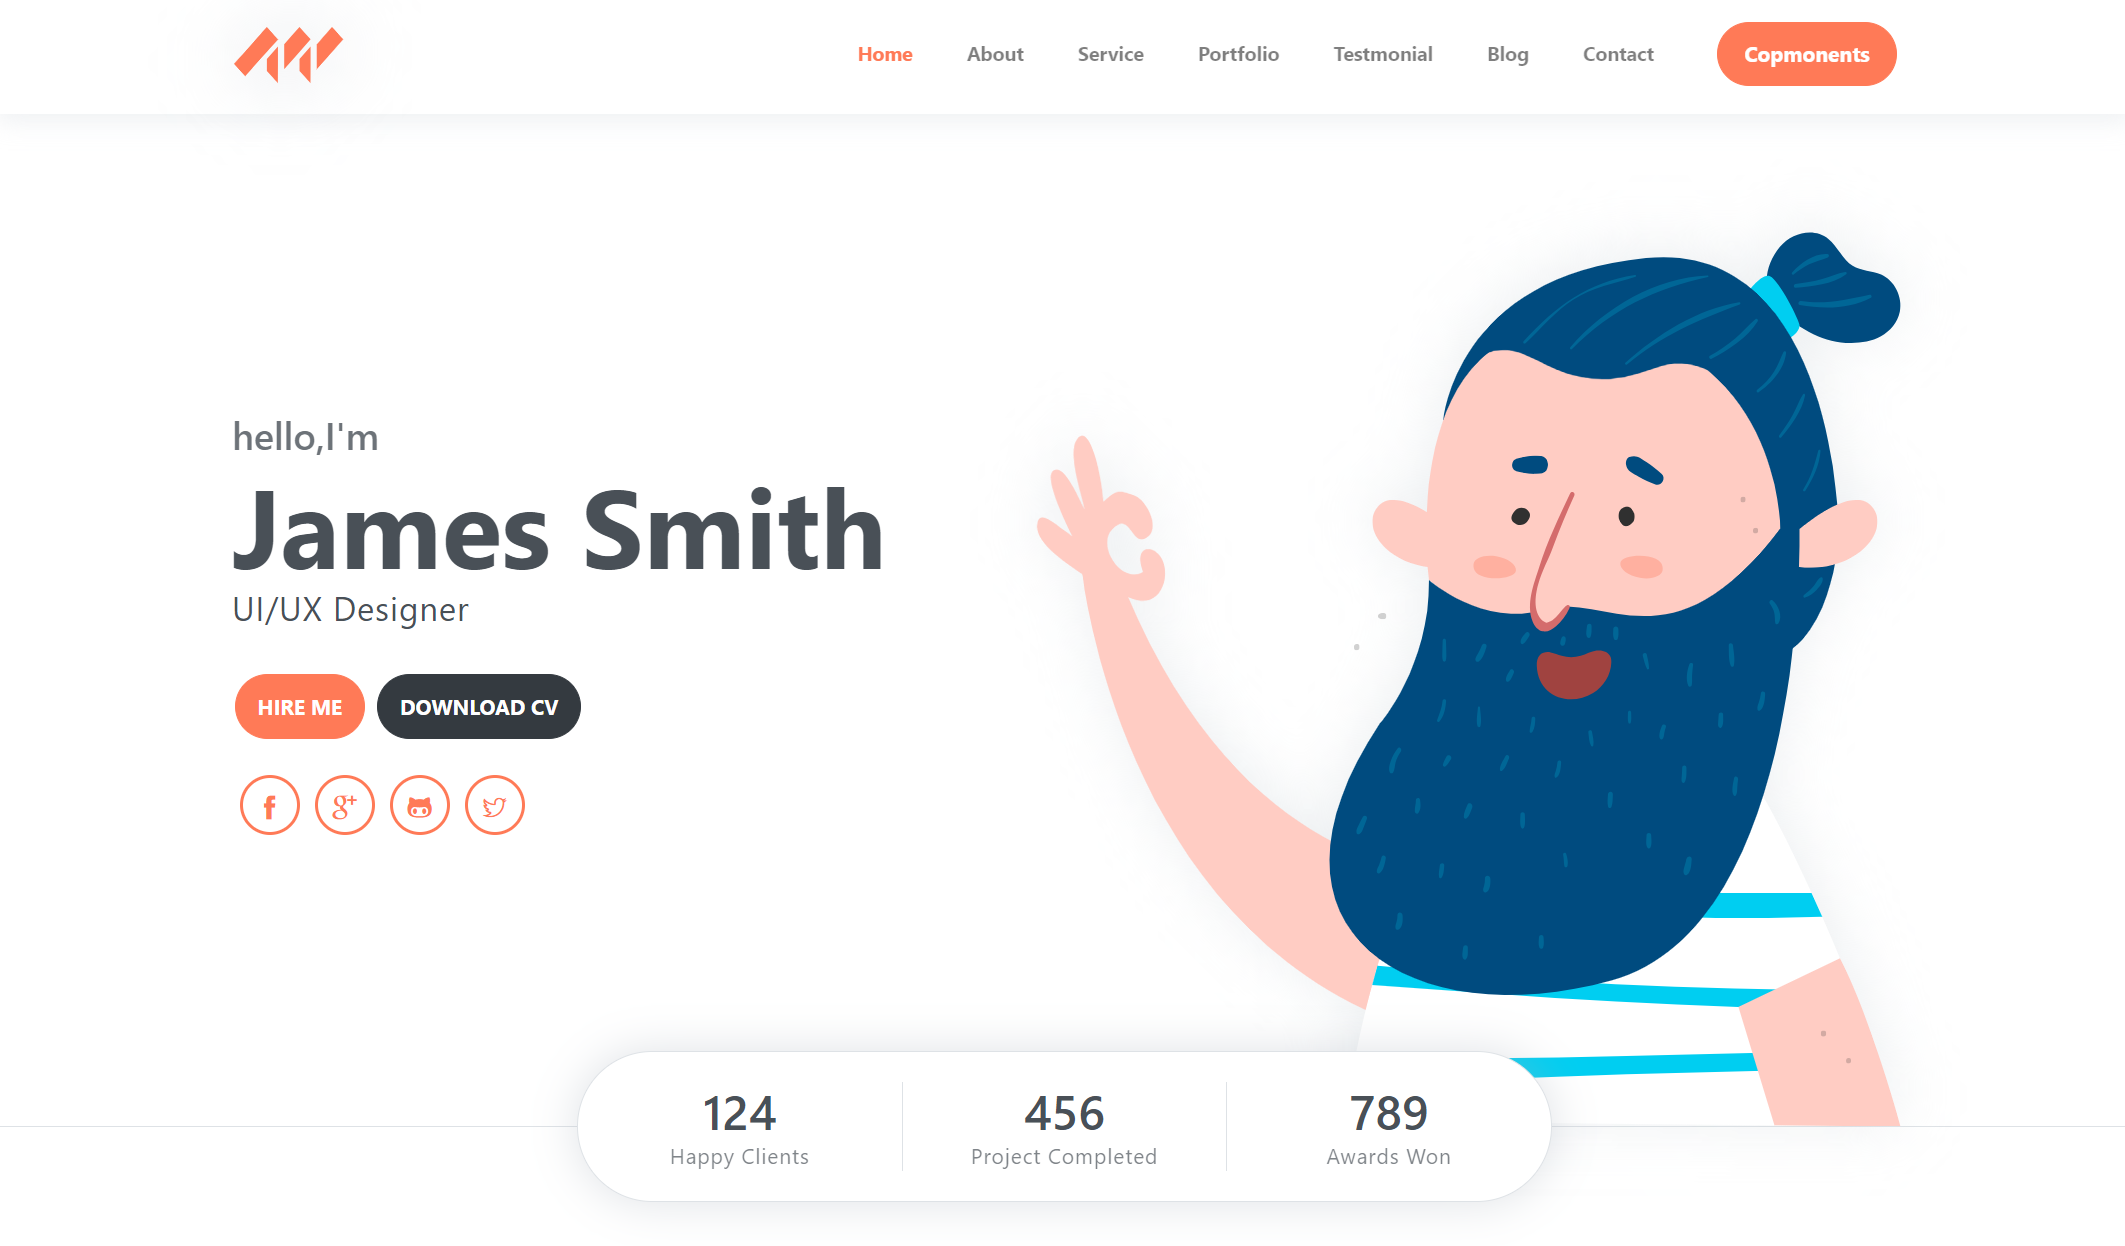 Home About Service Portfolio Testmonial Blog Contact Copmonents
hello,I'm
James Smith
UI/UX Designer
HIRE ME DOWNLOAD CV
124 456 789
Happy Clients Project Completed Awards Won